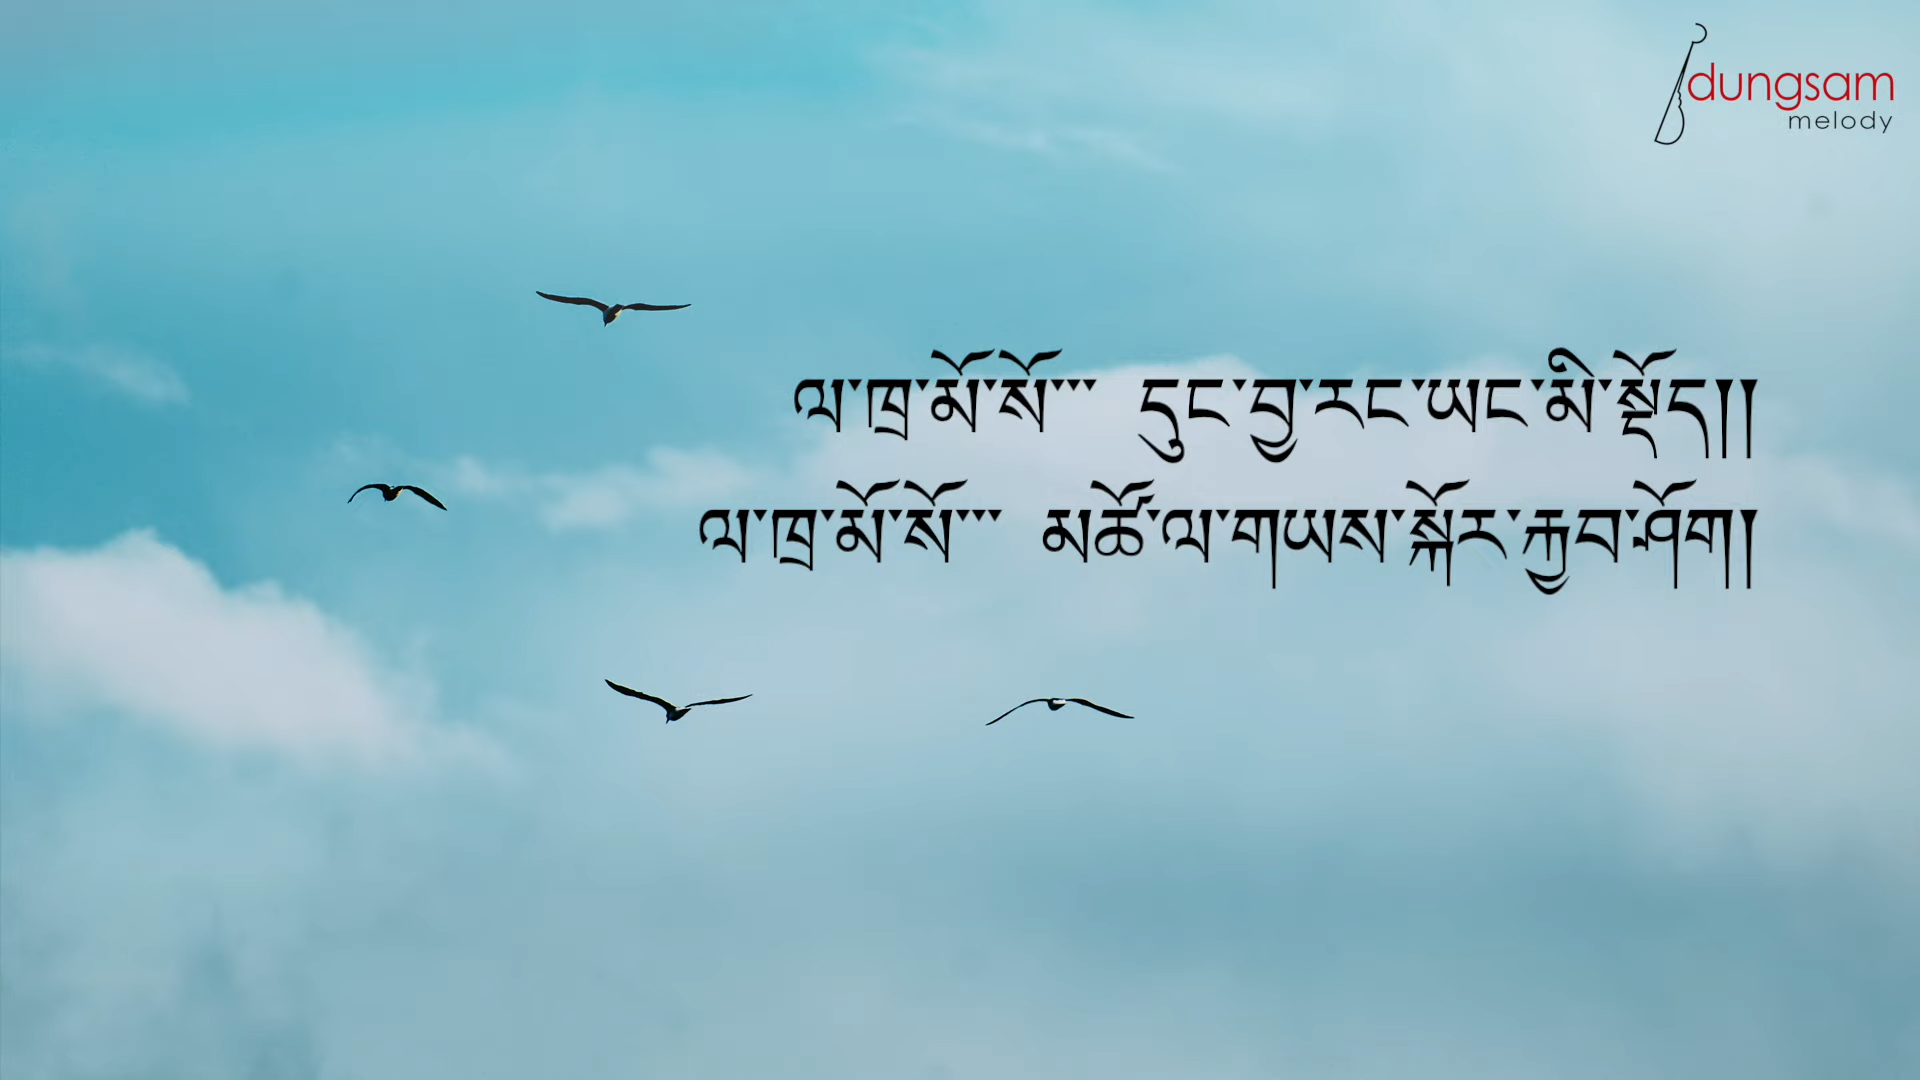 dungsam
melody
ལ་ཁྲ་མོ་སོ་་་ དུང་བྱ་རང་ཡང་མི་སྡོད།།
ལ་ཁྲ་མོ་སོ་་་ མཚོ་ལ་གཡས་སྐོར་རྐྱབ་ཤོག།